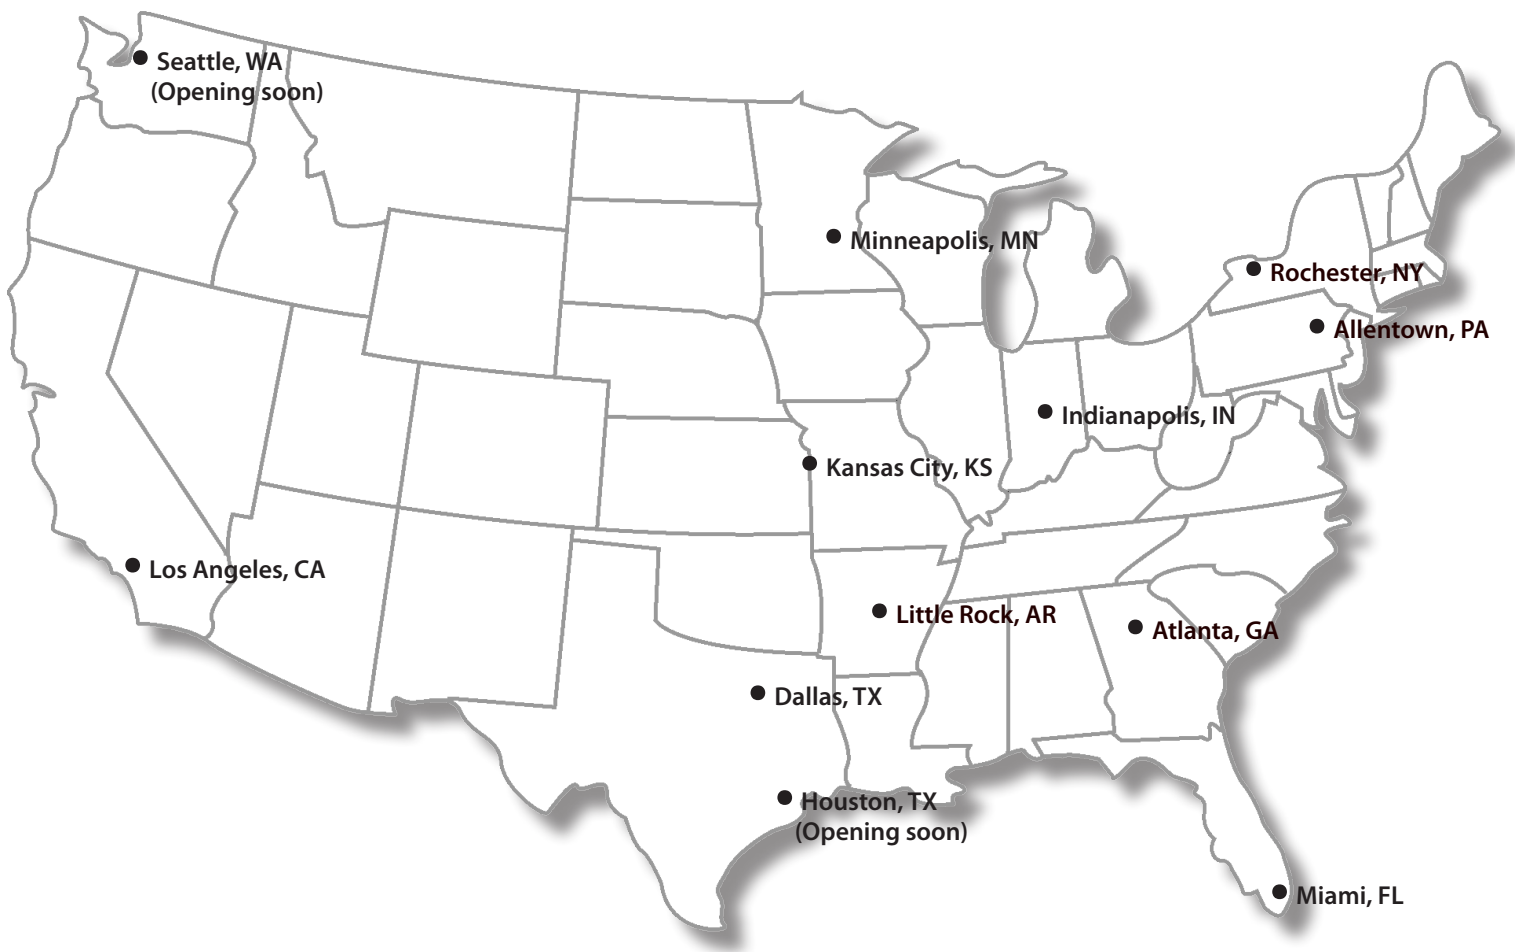 Seattle, WA
(Opening soon)
Minneapolis, MN
Rochester, NY
Allentown, PA
Indianapolis, IN
Kansas City, KS
Los Angeles, CA
Little Rock, AR
Atlanta, GA
Dallas, TX
Houston, TX
(Opening soon)
Miami, FL